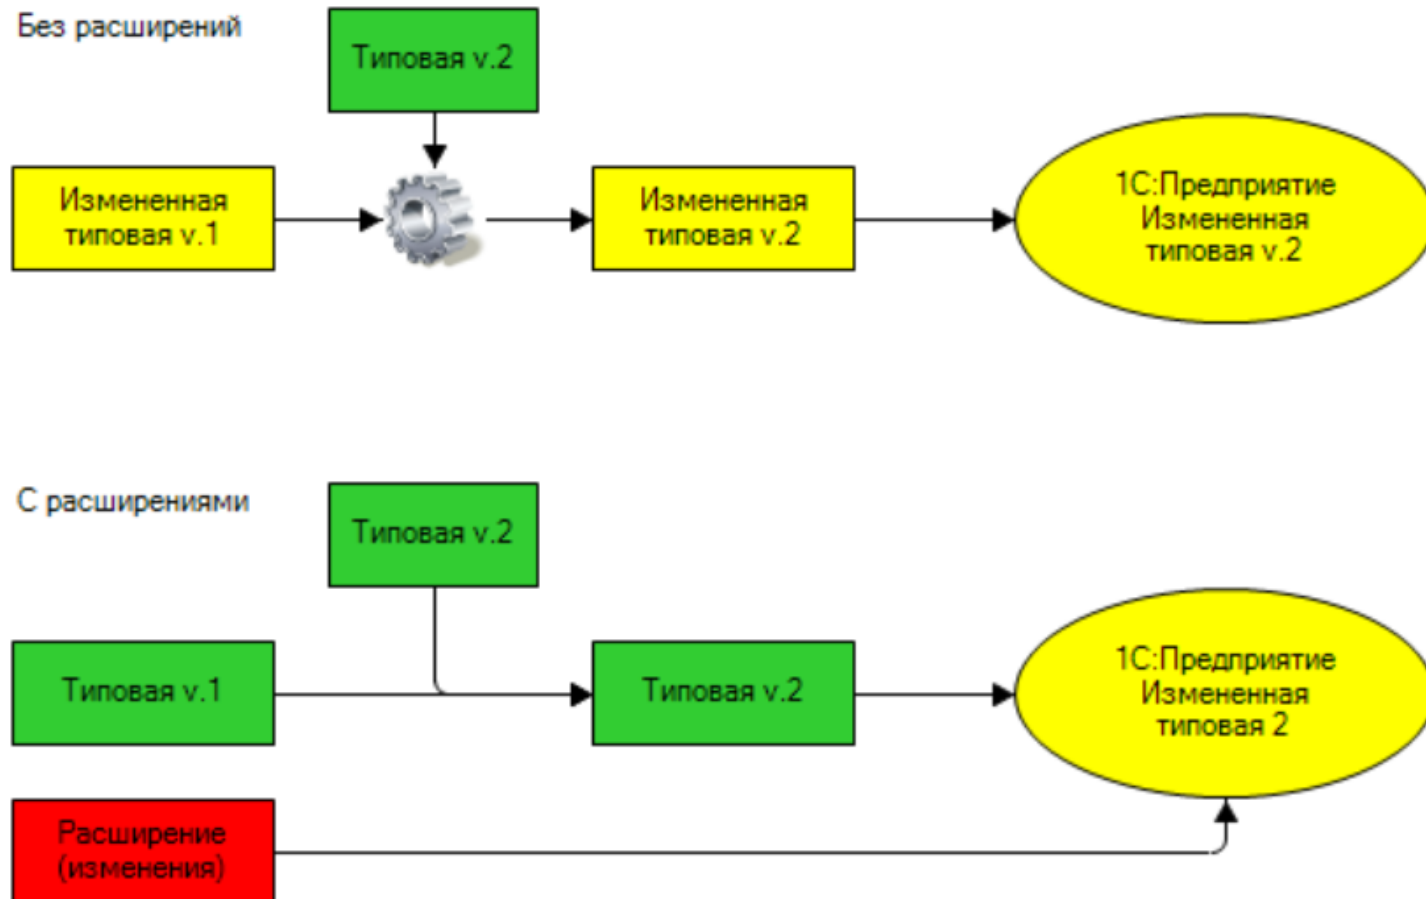 Без расширений
Типовая v.2
Измененная
типовая v.1
Измененная
типовая v.2
1С:Предприятие
Измененная
типовая v.2
С расширениями
Типовая v.2
Типовая v.1
Типовая v.2
1С:Предприятие
Измененная
типовая 2
Расширение
(изменения)